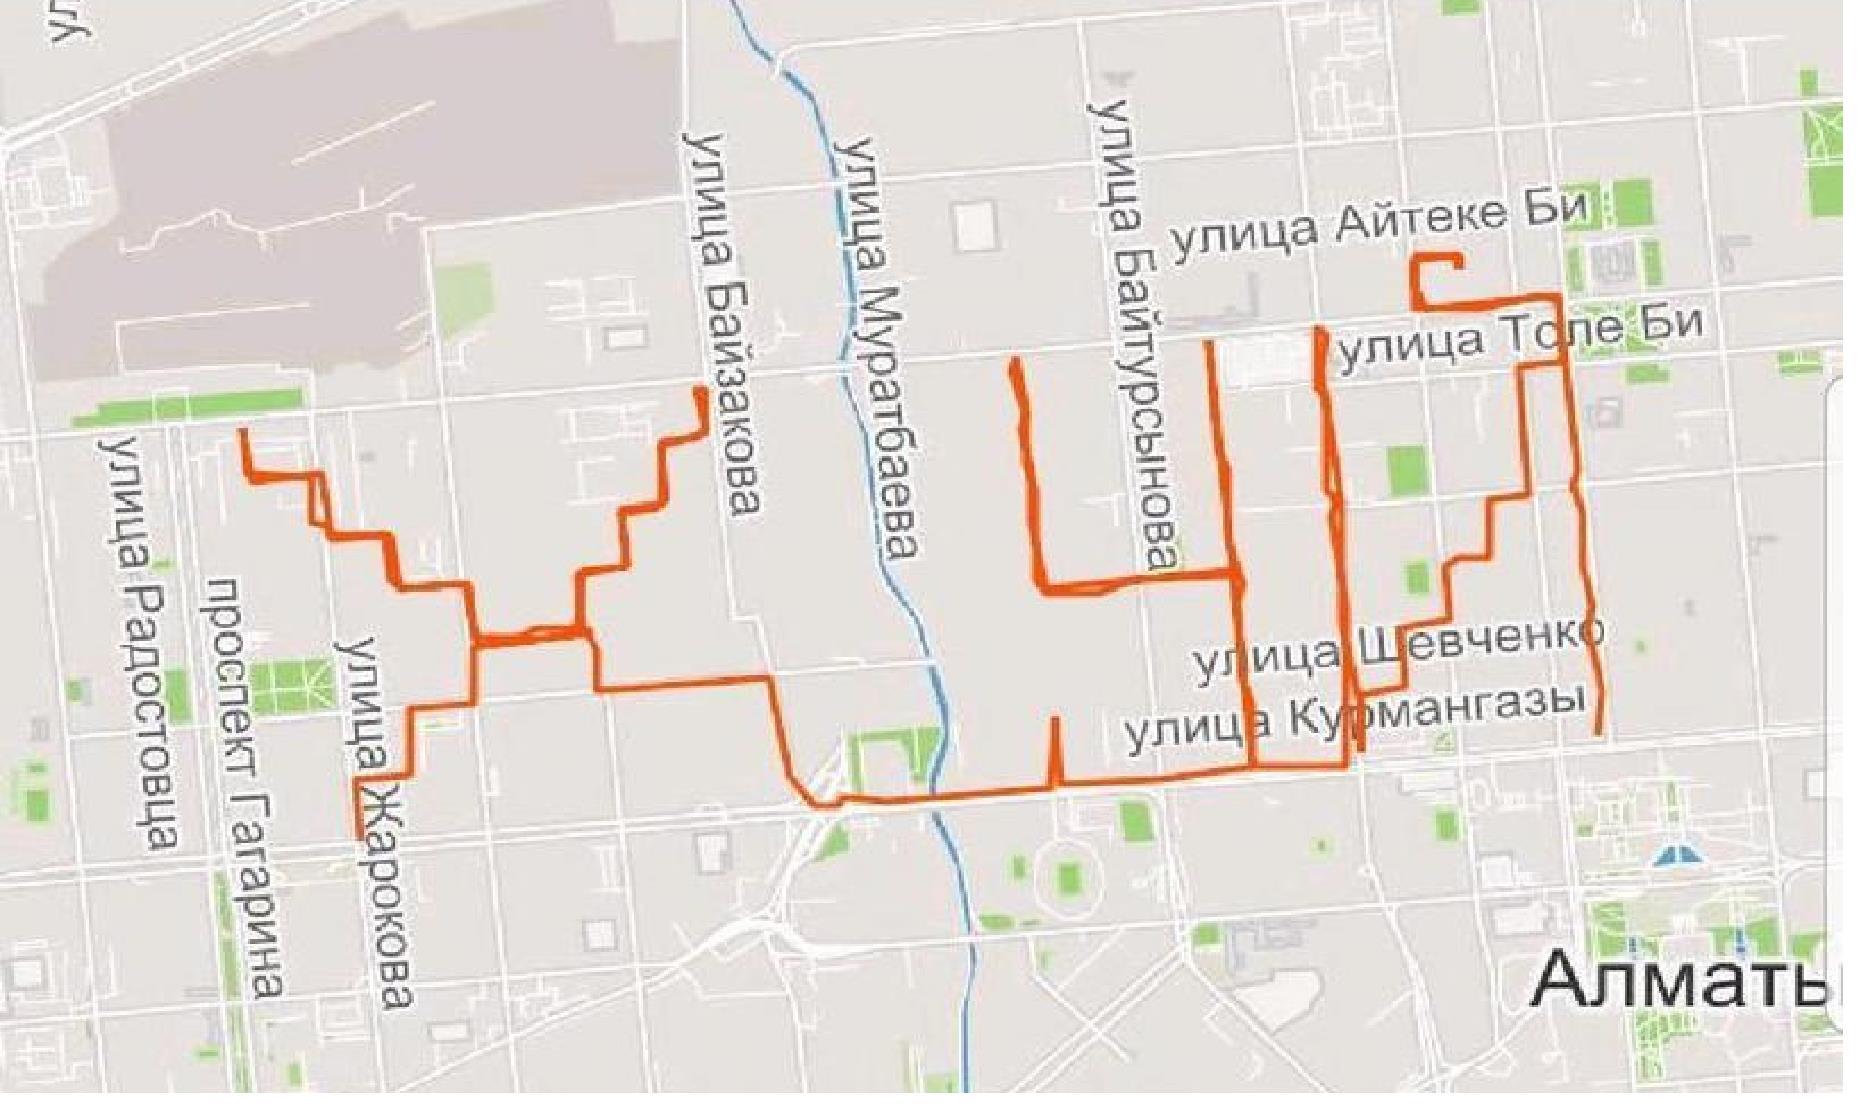 улица Айтеке Би
улица Толе Би
улица Байзакова
улица Муратбаева
улица Байтурсынова
улица Радостовца
проспект Гагарина
улица Жарокова
улица Шевченко
улица Курмангазы
ХУЙ
Алматы